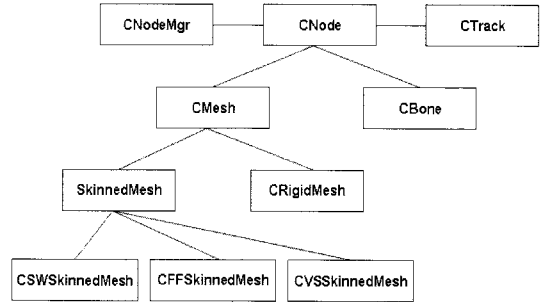 CNodeMgr
CNode
CTrack
CMesh
CBone
SkinnedMesh
CRigidMesh
CSWSkinnedMesh
CFFSkinnedMesh
CVSSkinnedMesh